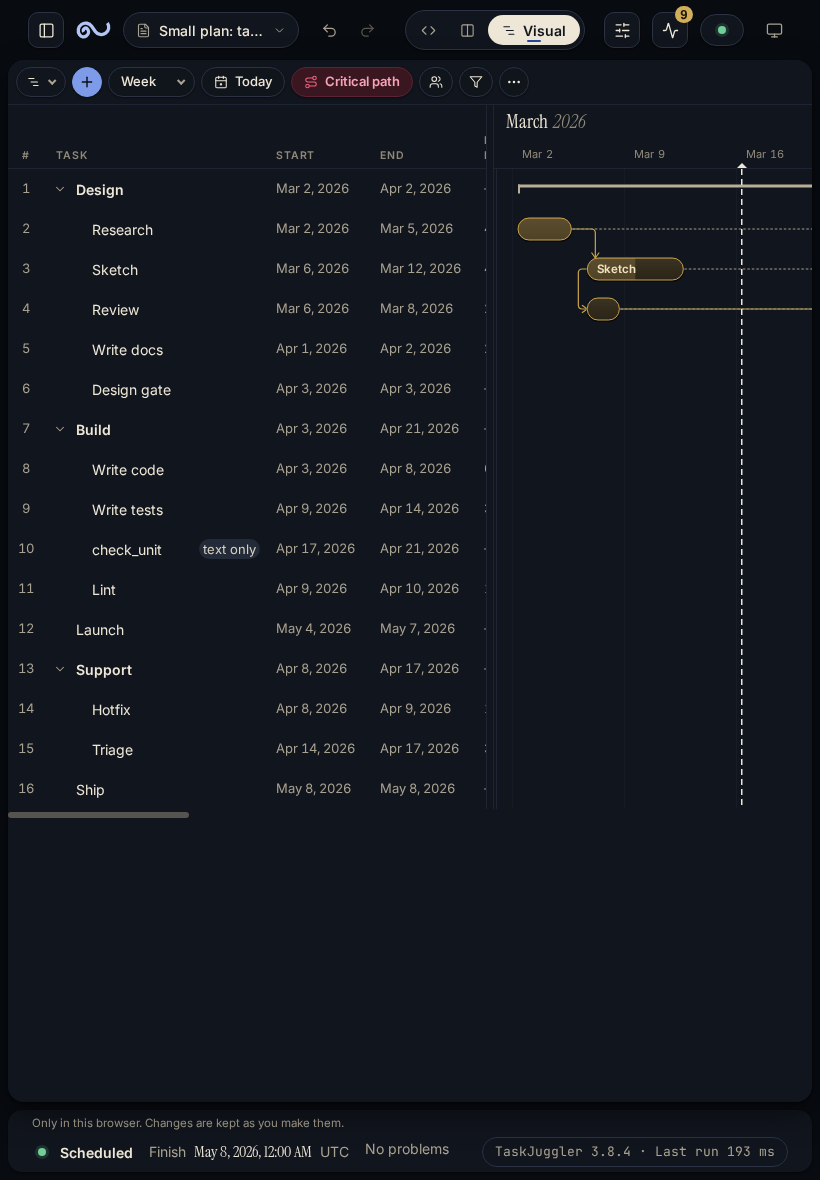 Small plan: ta...
Visual
9
Week
Today
Critical path
March 2026
# TASK START END
Mar 2 Mar 9 Mar 16
1 Design Mar 2, 2026 Apr 2, 2026
2 Research Mar 2, 2026 Mar 5, 2026
3 Sketch Mar 6, 2026 Mar 12, 2026 Sketch
4 Review Mar 6, 2026 Mar 8, 2026
5 Write docs Apr 1, 2026 Apr 2, 2026
6 Design gate Apr 3, 2026 Apr 3, 2026
7 Build Apr 3, 2026 Apr 21, 2026
8 Write code Apr 3, 2026 Apr 8, 2026
9 Write tests Apr 9, 2026 Apr 14, 2026
10 check_unit text only Apr 17, 2026 Apr 21, 2026
11 Lint Apr 9, 2026 Apr 10, 2026
12 Launch May 4, 2026 May 7, 2026
13 Support Apr 8, 2026 Apr 17, 2026
14 Hotfix Apr 8, 2026 Apr 9, 2026
15 Triage Apr 14, 2026 Apr 17, 2026
16 Ship May 8, 2026 May 8, 2026
Only in this browser. Changes are kept as you make them.
Scheduled Finish May 8, 2026, 12:00 AM UTC No problems TaskJuggler 3.8.4 · Last run 193 ms